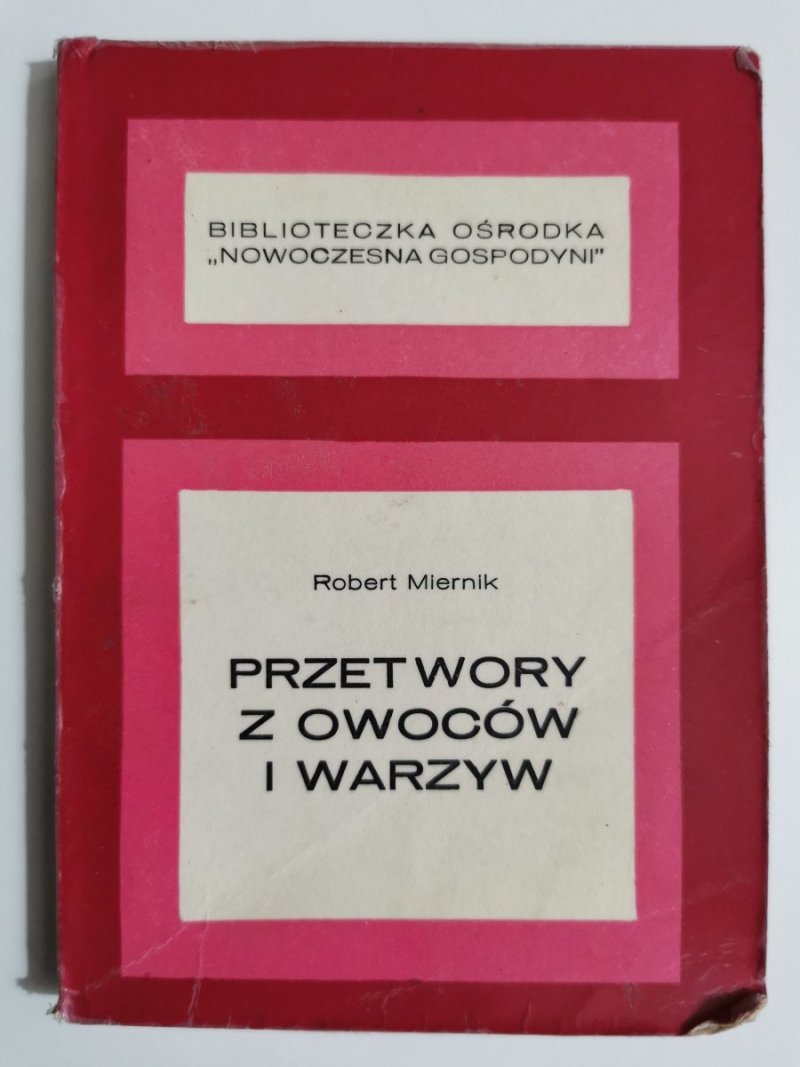 BIBLIOTECZKA OŚRODKA
„NOWOCZESNA GOSPODYNI”
Robert Miernik
PRZETWORY
Z OWOCÓW
I WARZYW